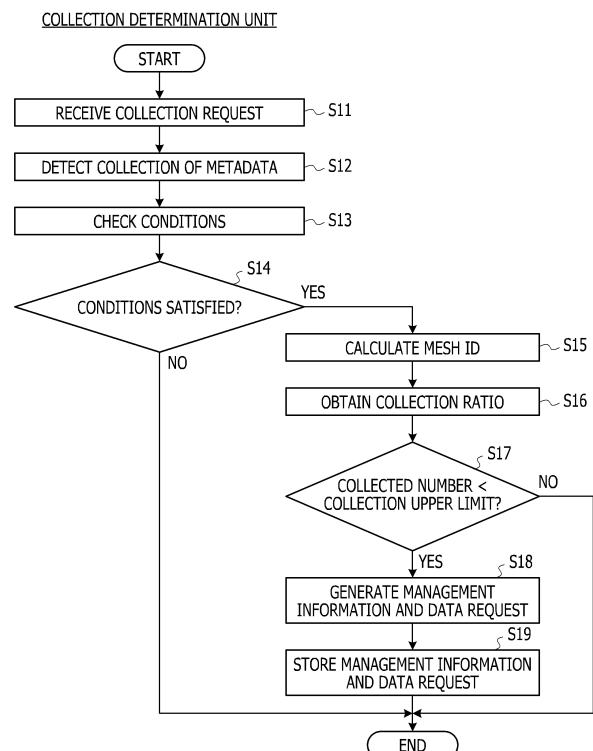 COLLECTION DETERMINATION UNIT
START
RECEIVE COLLECTION REQUEST
S11
DETECT COLLECTION OF METADATA
S12
CHECK CONDITIONS
S13
S14
CONDITIONS SATISFIED?
YES
NO
CALCULATE MESH ID
S15
OBTAIN COLLECTION RATIO
S16
S17
COLLECTED NUMBER <
COLLECTION UPPER LIMIT?
NO
YES
S18
GENERATE MANAGEMENT
INFORMATION AND DATA REQUEST
S19
STORE MANAGEMENT INFORMATION
AND DATA REQUEST
END